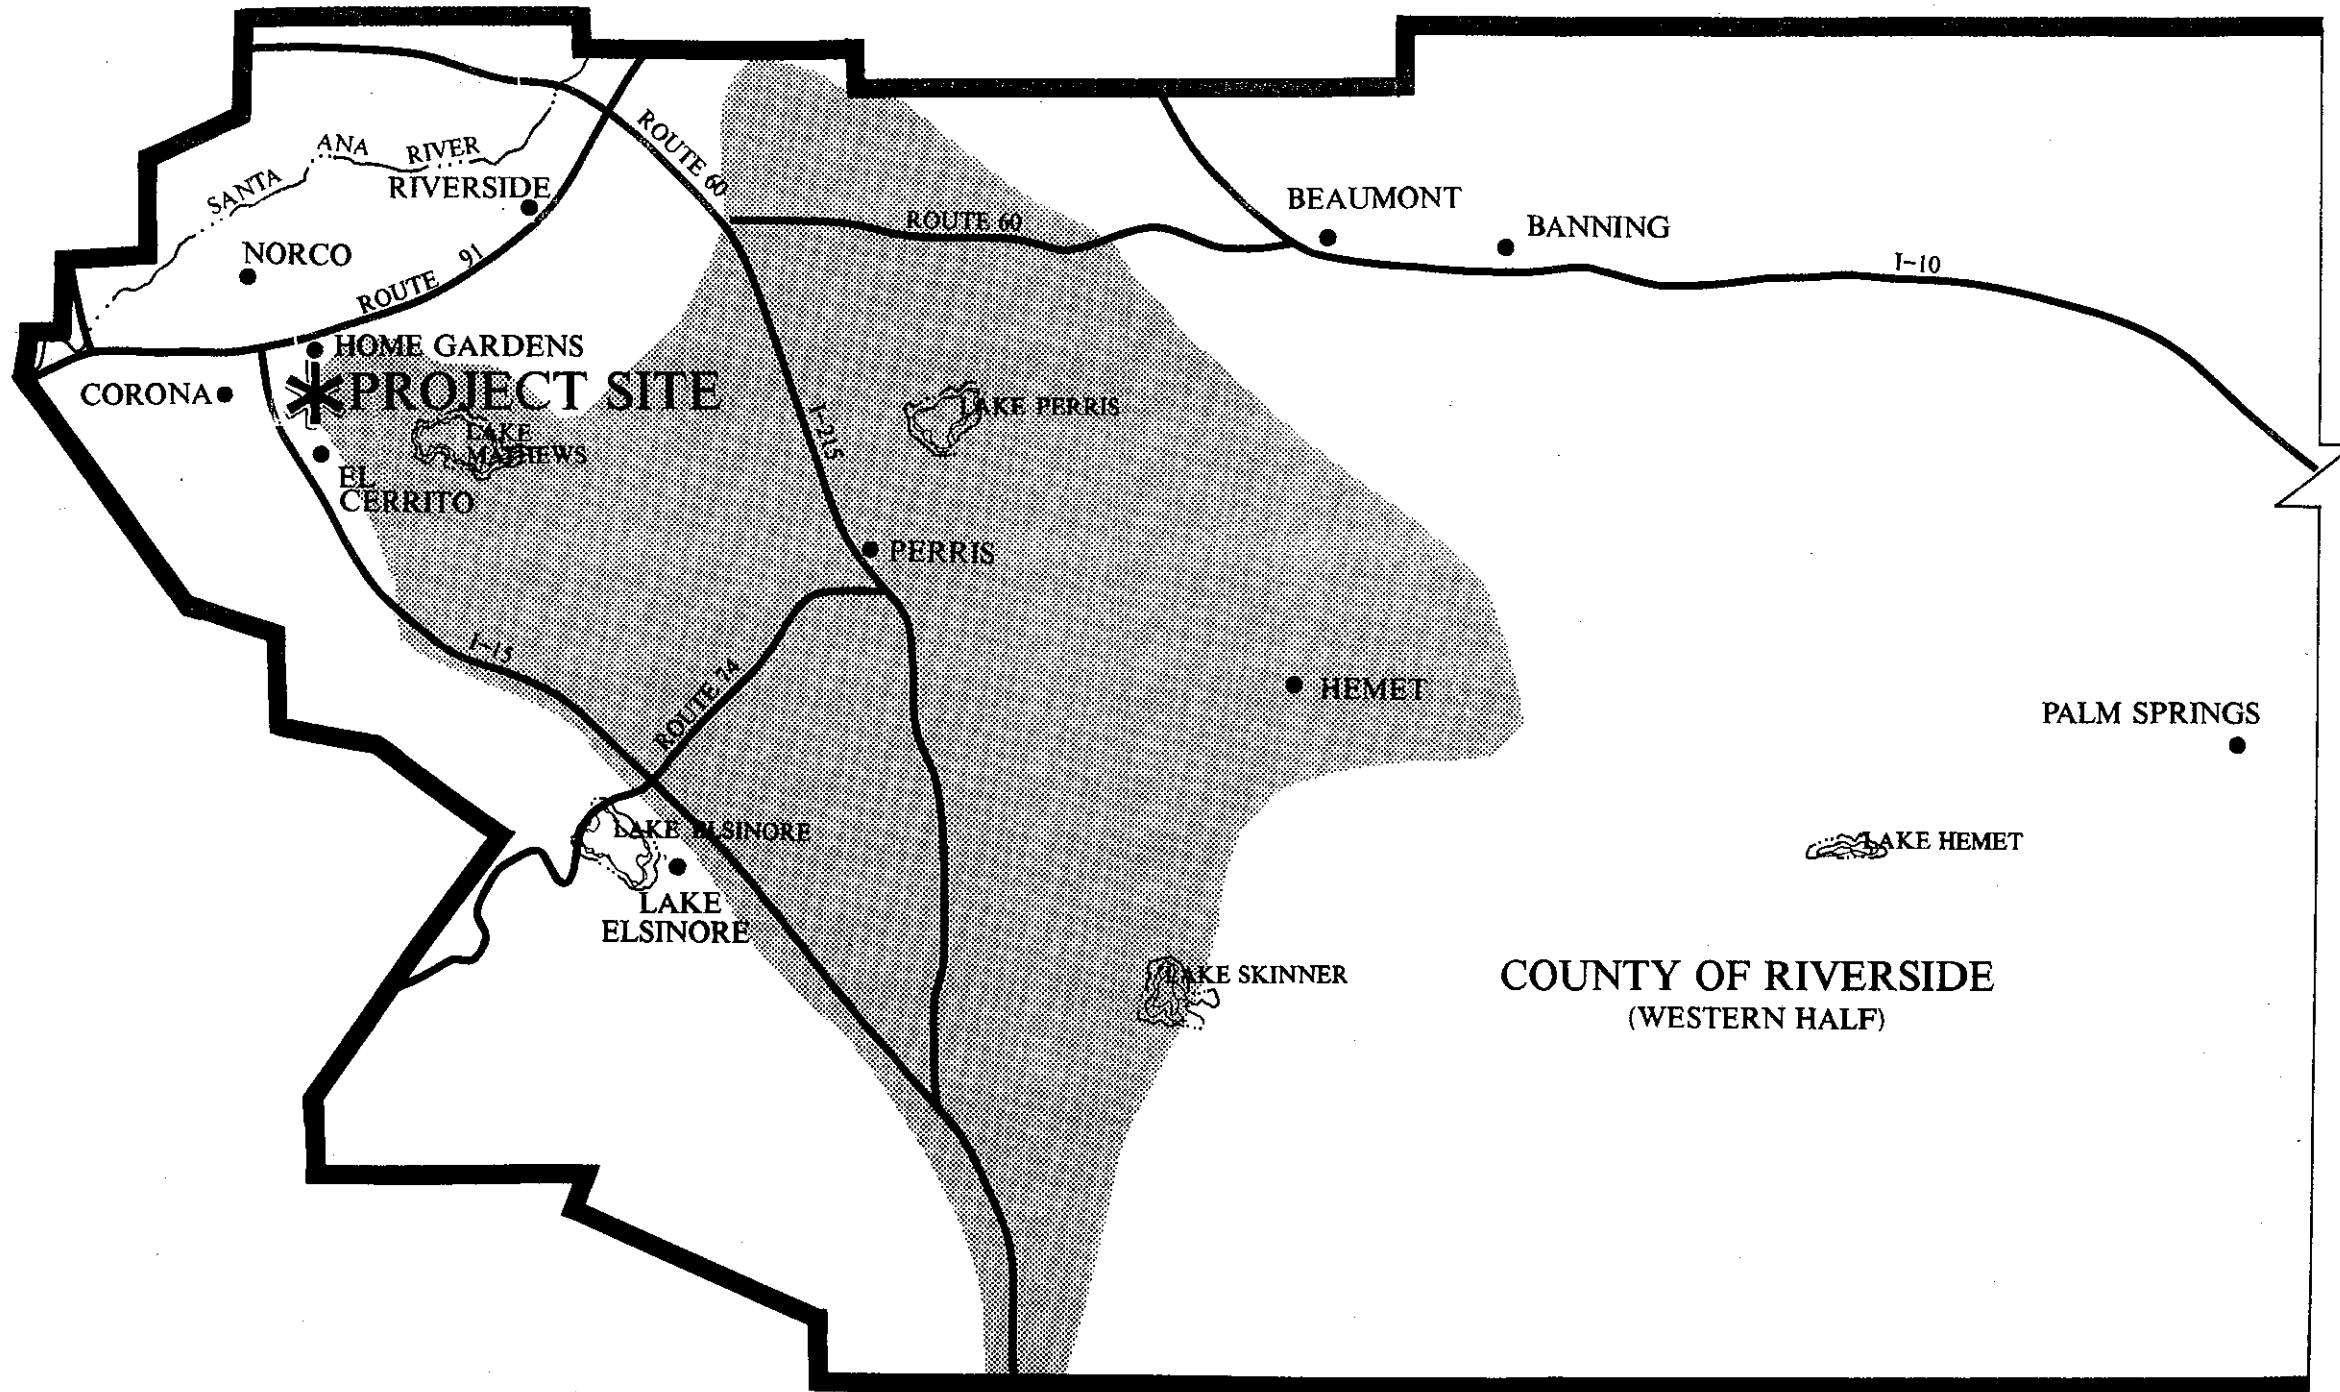 ROUTE 60
SANTA ANA RIVER
RIVERSIDE
BEAUMONT
BANNING
ROUTE 60
NORCO
ROUTE 91
I-10
HOME GARDENS
PROJECT SITE
CORONA
LAKE PERRIS
LAKE
MATHEWS
I-215
EL
CERRITO
PERRIS
I-15
ROUTE 74
HEMET
PALM SPRINGS
LAKE ELSINORE
LAKE HEMET
LAKE
ELSINORE
LAKE SKINNER
COUNTY OF RIVERSIDE
(WESTERN HALF)